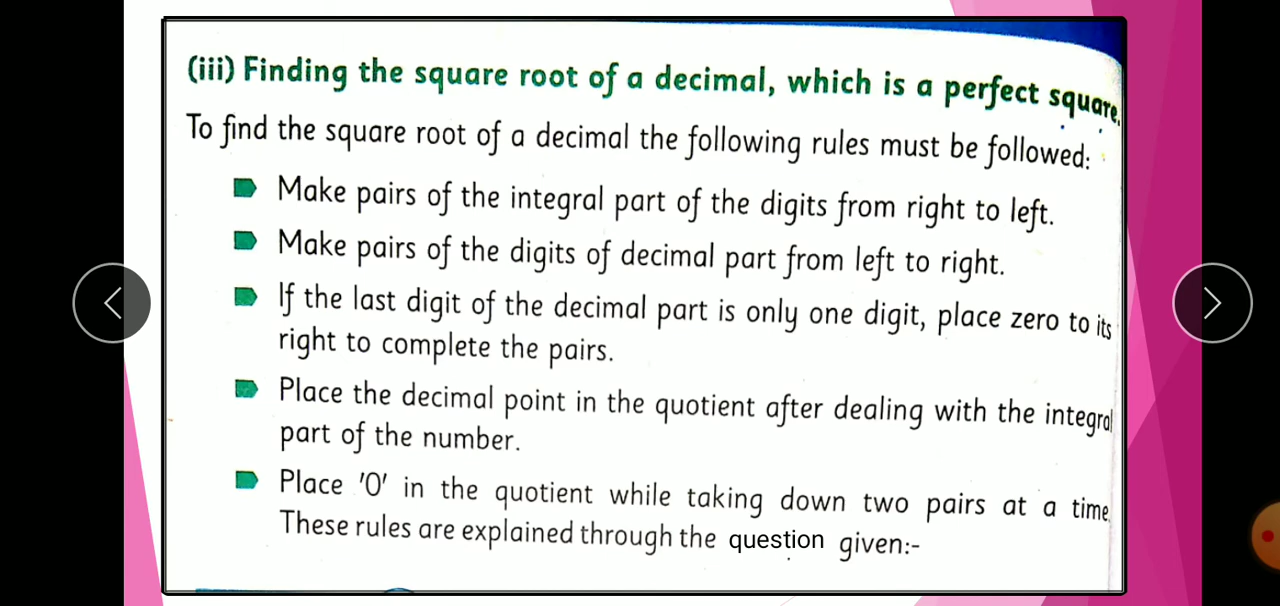 (iii) Finding the square root of a decimal, which is a perfect square.
To find the square root of a decimal the following rules must be followed:
Make pairs of the integral part of the digits from right to left.
Make pairs of the digits of decimal part from left to right.
If the last digit of the decimal part is only one digit, place zero to its
right to complete the pairs.
Place the decimal point in the quotient after dealing with the integral
part of the number.
Place '0' in the quotient while taking down two pairs at a time.
These rules are explained through the question given:-